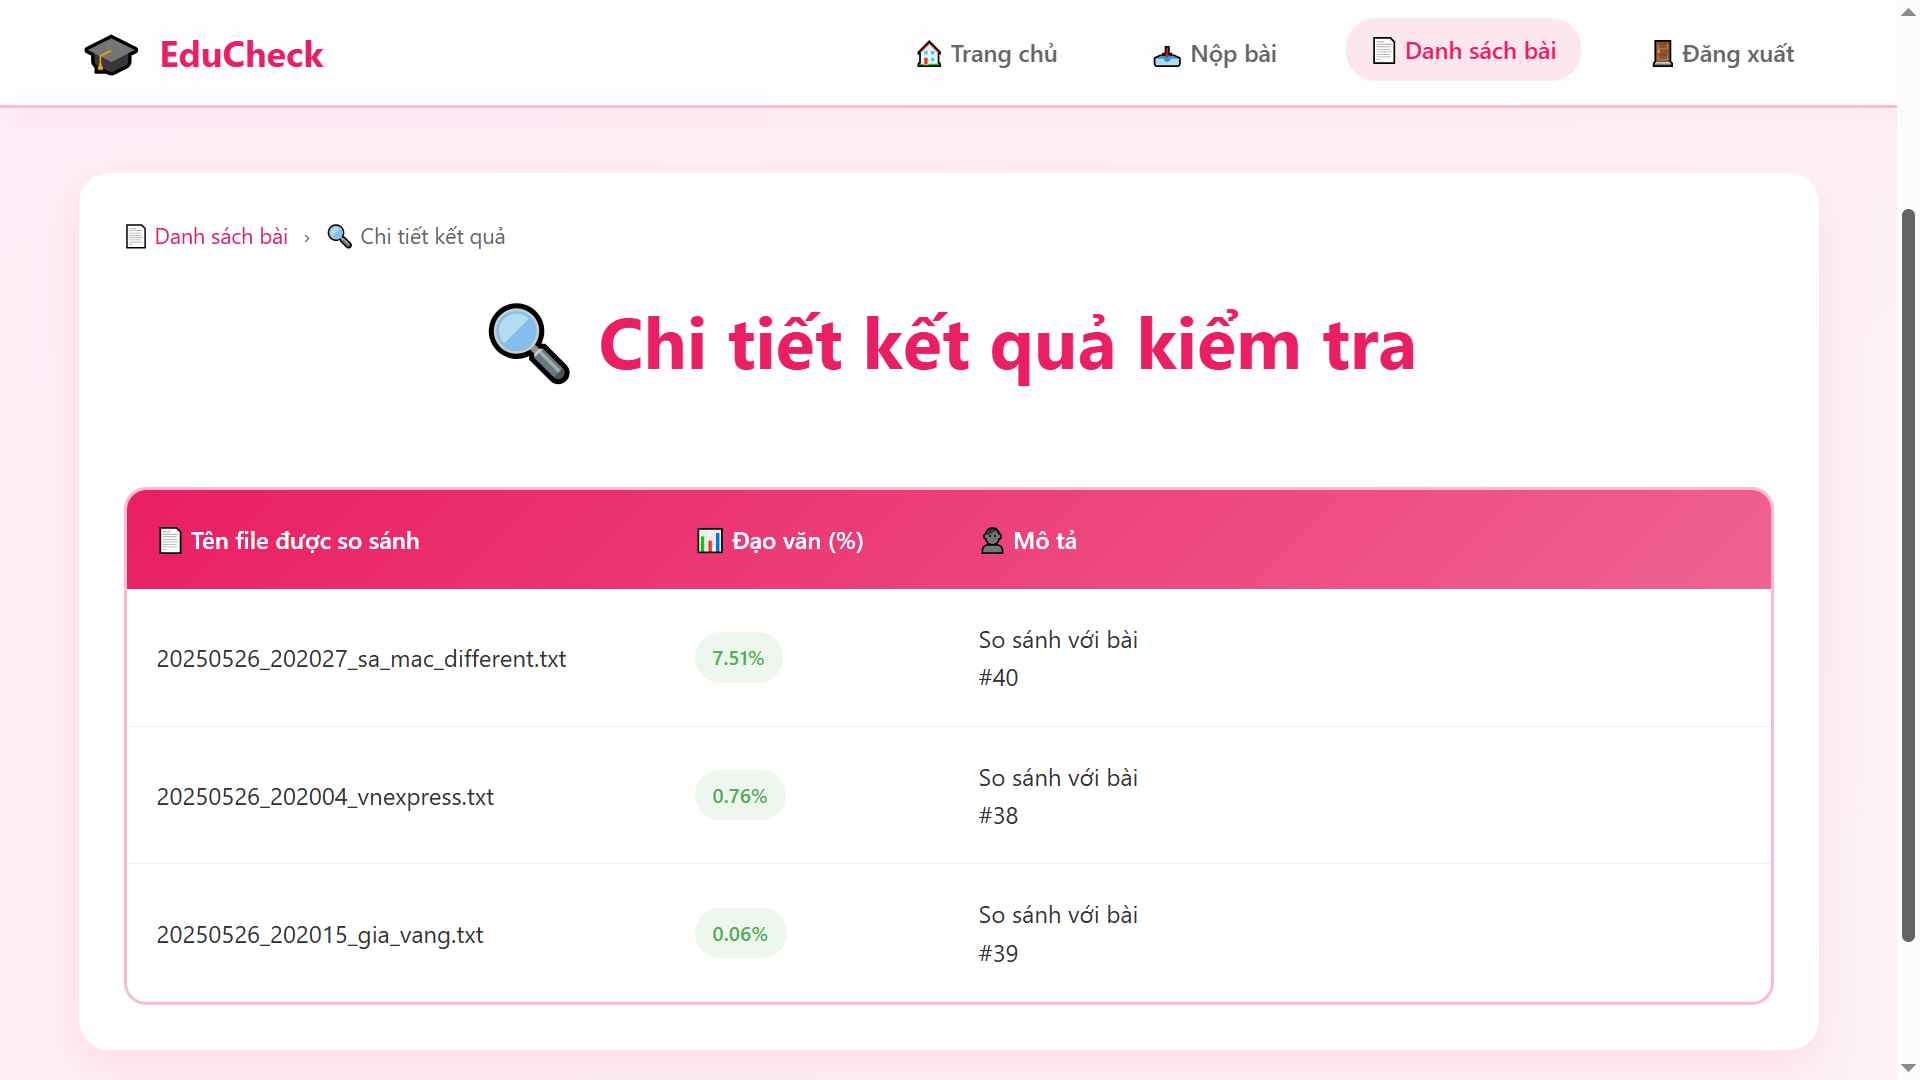 EduCheck
Trang chủ
Nộp bài
Danh sách bài
Đăng xuất
Danh sách bài › Chi tiết kết quả
Chi tiết kết quả kiểm tra
Tên file được so sánh
Đạo văn (%)
Mô tả
20250526_202027_sa_mac_different.txt
7.51%
So sánh với bài
#40
20250526_202004_vnexpress.txt
0.76%
So sánh với bài
#38
20250526_202015_gia_vang.txt
0.06%
So sánh với bài
#39